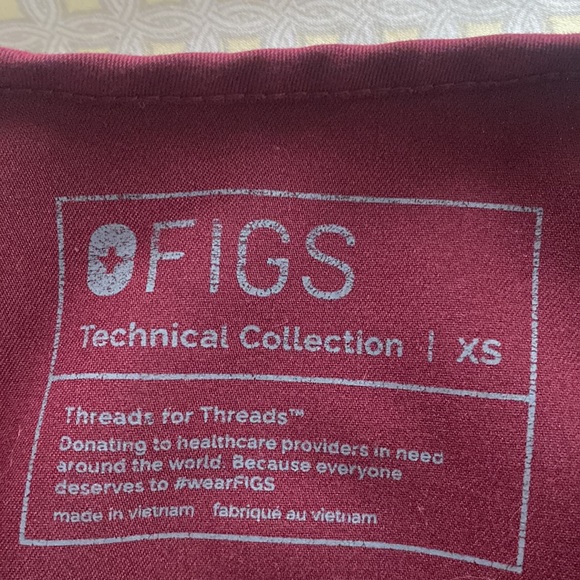 FIGS
Technical Collection | XS
Threads for Threads™
Donating to healthcare providers in need
around the world. Because everyone
deserves to #wearFIGS
made in vietnam fabriqué au vietnam